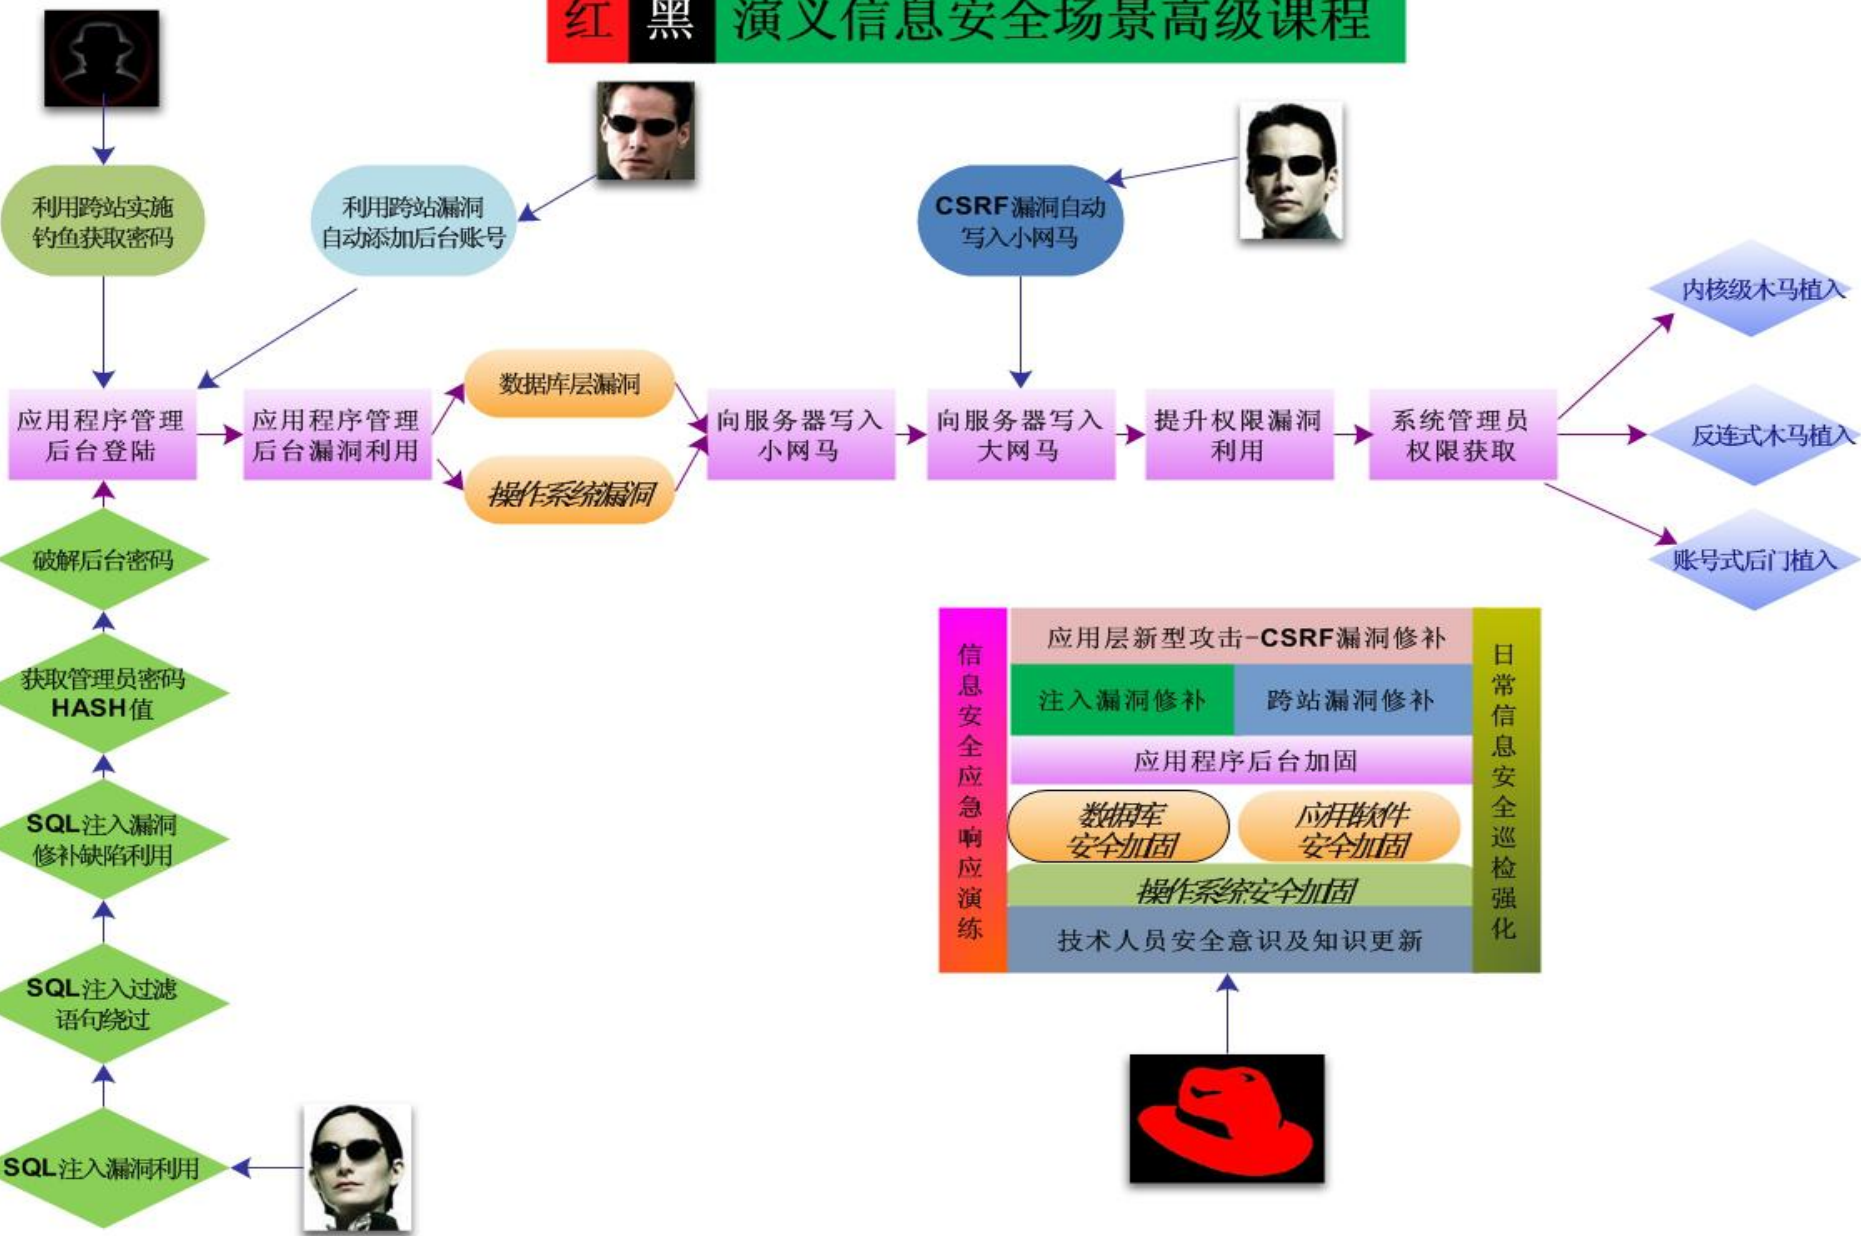 红 黑 演义信息安全场景高级课程
利用跨站实施
钓鱼获取密码
利用跨站漏洞
自动添加后台账号
CSRF漏洞自动
写入小网马
内核级木马植入
应用程序管理
后台登陆
应用程序管理
后台漏洞利用
数据库层漏洞
操作系统漏洞
向服务器写入
小网马
向服务器写入
大网马
提升权限漏洞
利用
系统管理员
权限获取
反连式木马植入
账号式后门植入
破解后台密码
获取管理员密码
HASH值
SQL注入漏洞
修补缺陷利用
SQL注入过滤
语句绕过
SQL注入漏洞利用
信息安全应急响应演练
应用层新型攻击-CSRF漏洞修补
注入漏洞修补
跨站漏洞修补
应用程序后台加固
数据库
安全加固
应用软件
安全加固
操作系统安全加固
技术人员安全意识及知识更新
日常信息安全巡检强化